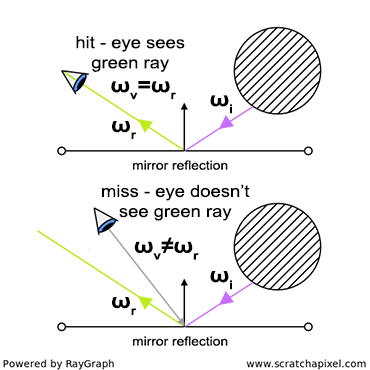 hit - eye sees
green ray
ωv=ωr
ωi
ωr
mirror reflection
miss - eye doesn't
see green ray
ωv≠ωr
ωi
ωr
mirror reflection
Powered by RayGraph
www.scratchapixel.com